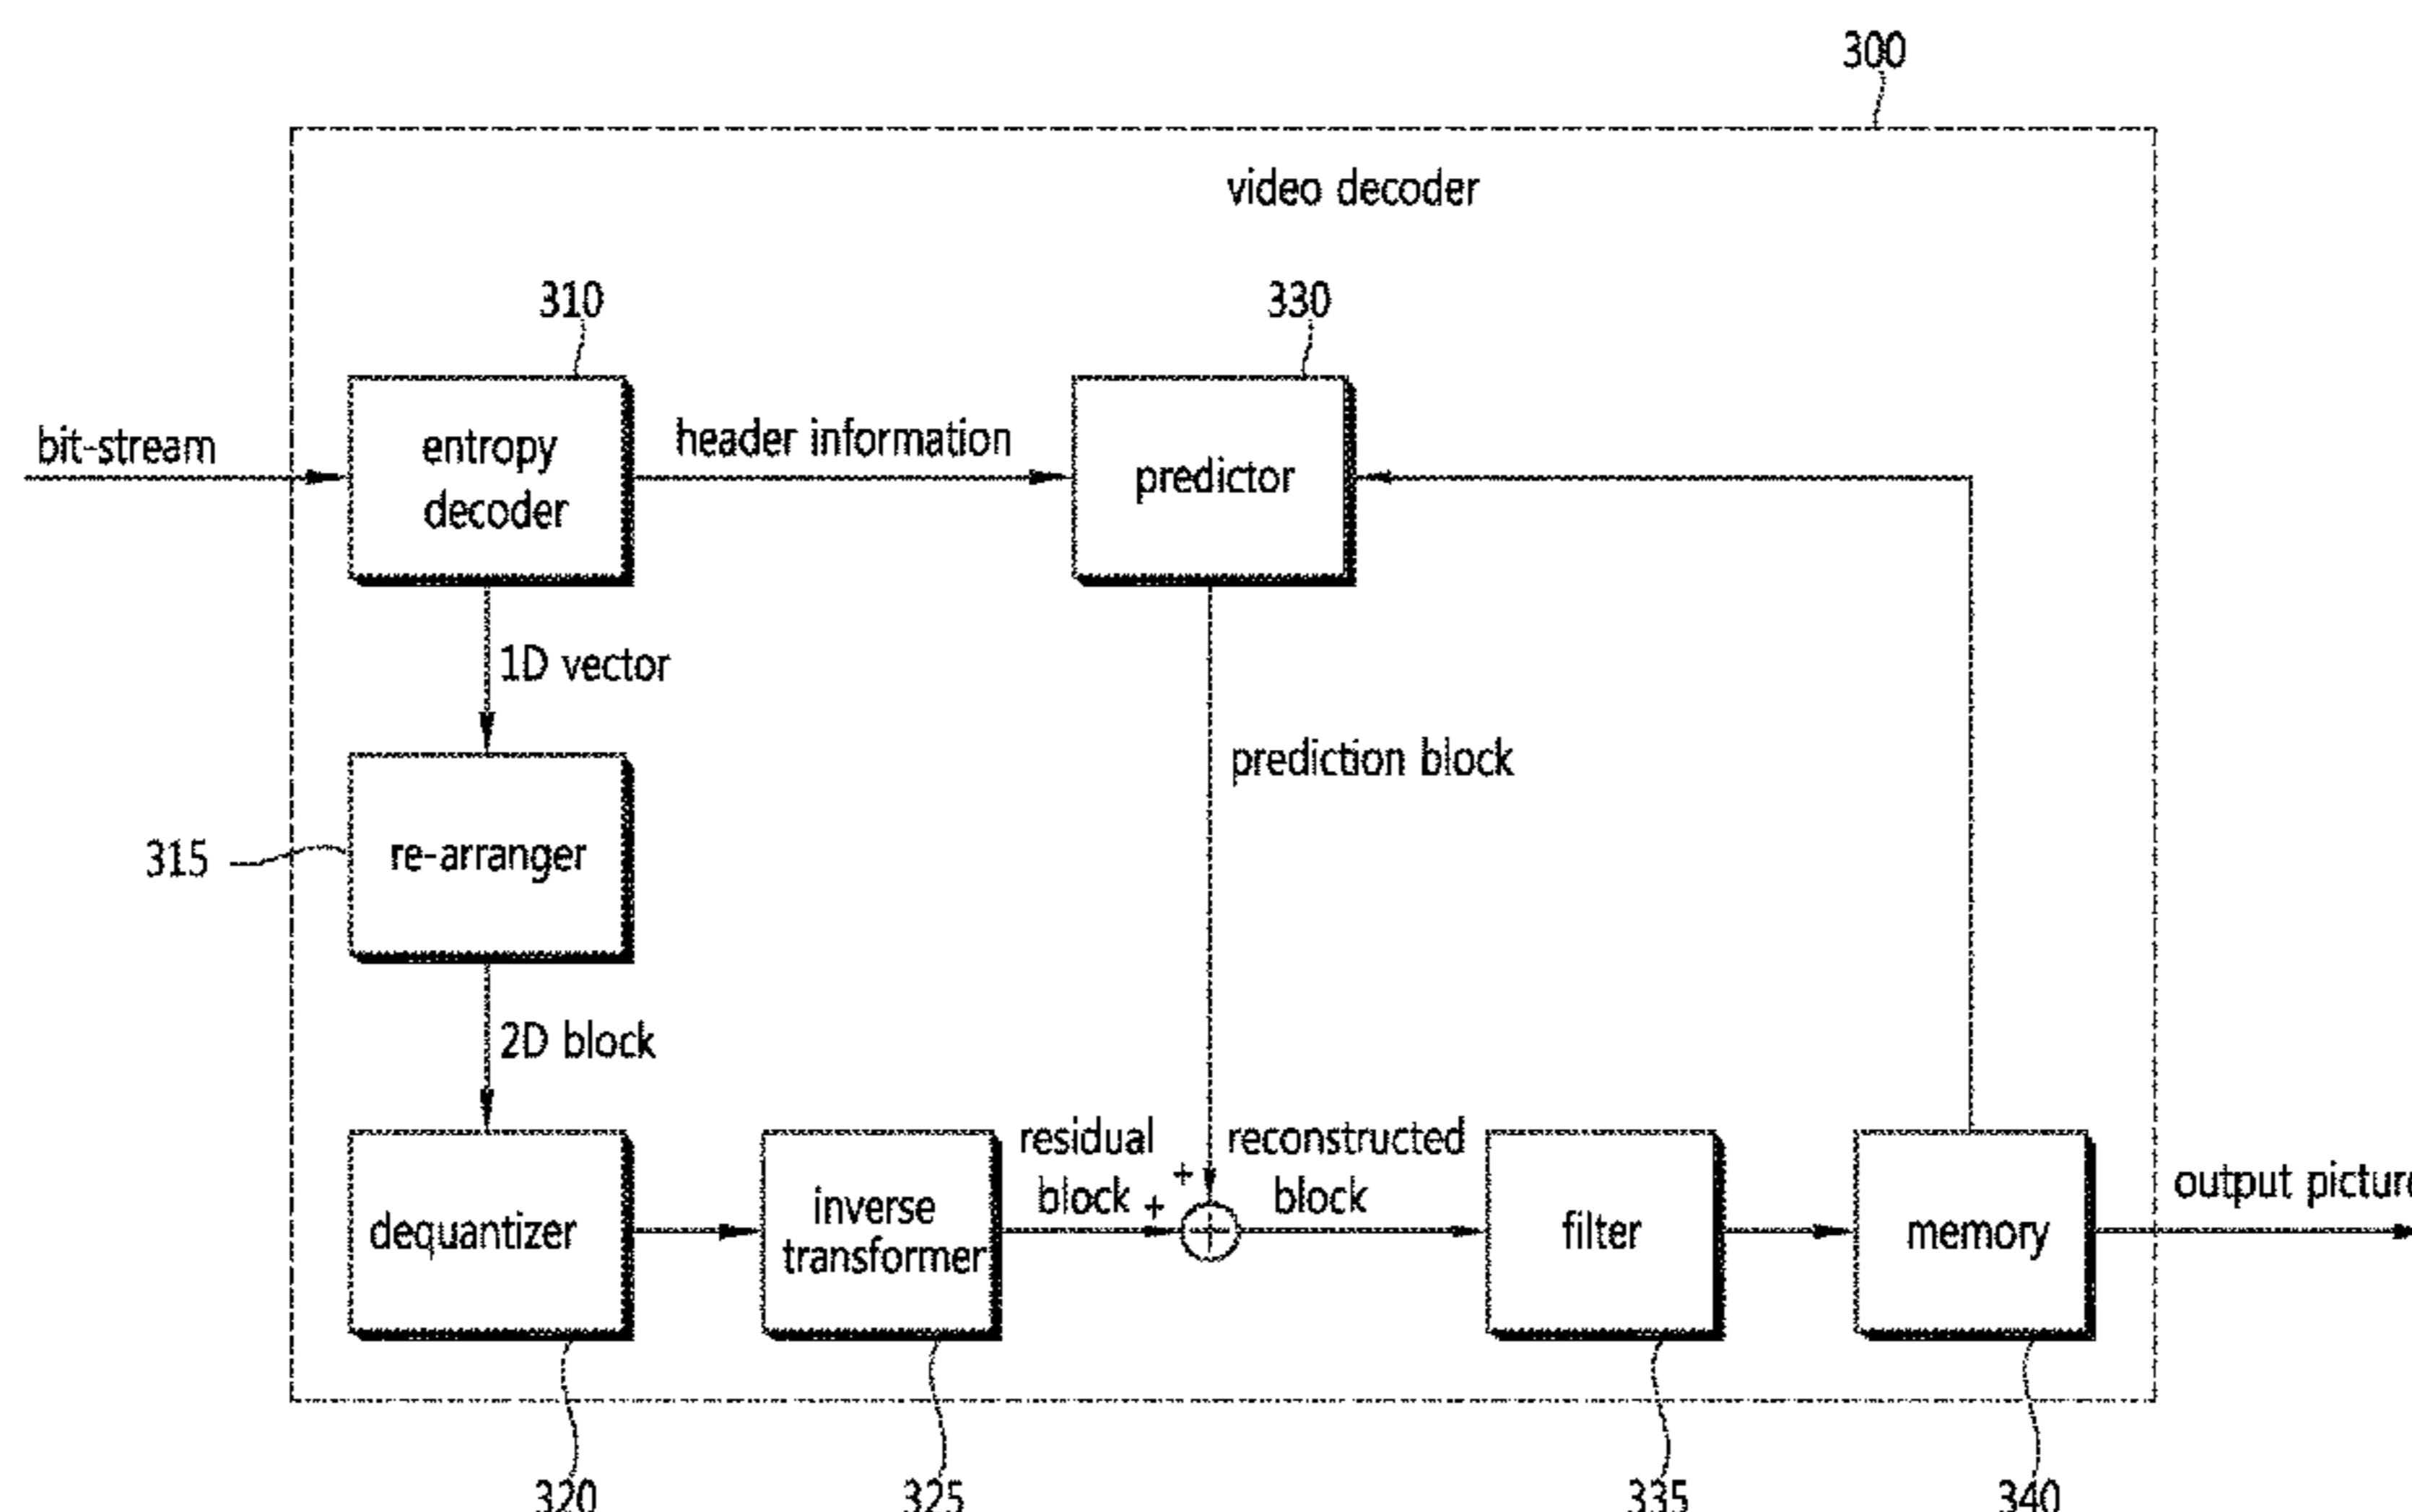 300
video decoder
310
330
bit-stream
entropy
decoder
header information
predictor
1D vector
prediction block
315
re-arranger
2D block
dequantizer
inverse
transformer
residual
block
+
+
reconstructed
block
filter
memory
output picture
320
325
335
340